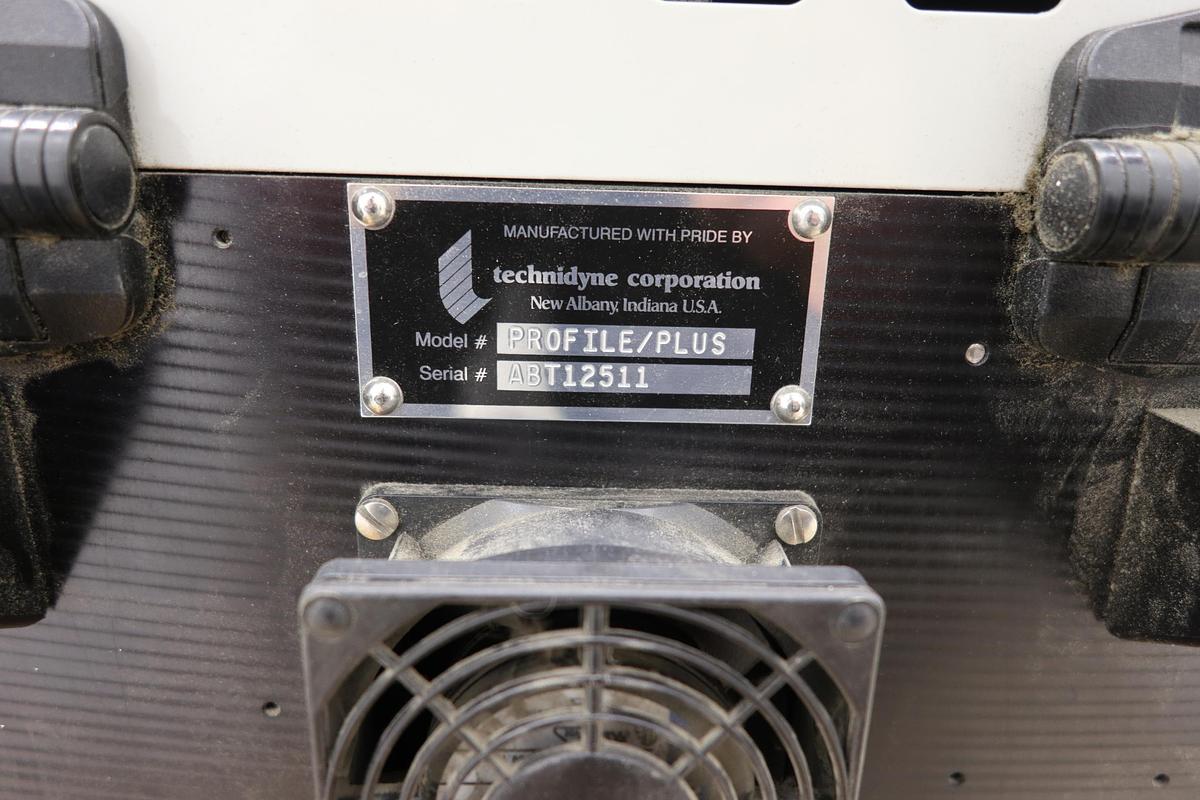 MANUFACTURED WITH PRIDE BY
technidyne corporation
New Albany, Indiana U.S.A.
Model # PROFILE/PLUS
Serial # ABT12511